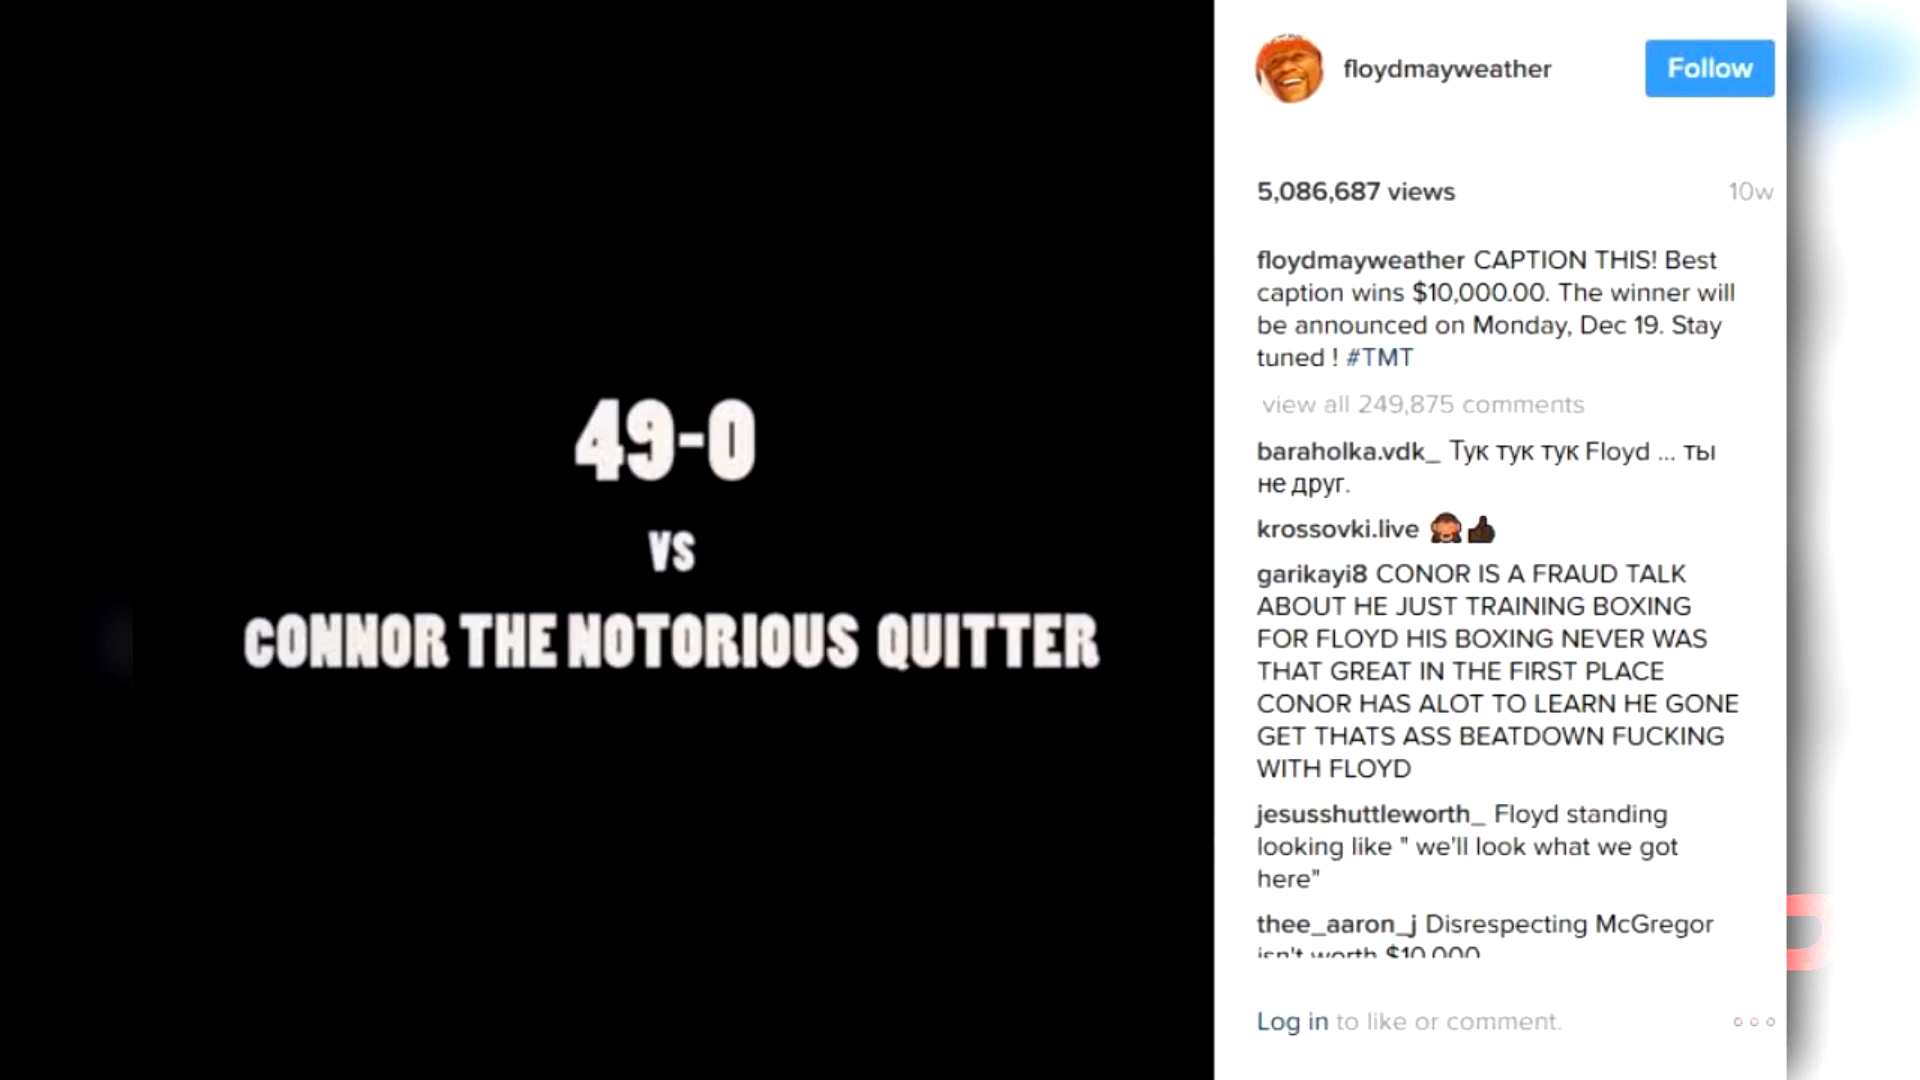 49-0
VS
CONNOR THE NOTORIOUS QUITTER
floydmayweather
Follow
5,086,687 views
10w
floydmayweather CAPTION THIS! Best
caption wins $10,000.00. The winner will
be announced on Monday, Dec 19. Stay
tuned ! #TMT
view all 249,875 comments
baraholka.vdk_ Тук тук тук Floyd ... ты
не друг.
krossovki.live 🙈👍🏿
garikayi8 CONOR IS A FRAUD TALK
ABOUT HE JUST TRAINING BOXING
FOR FLOYD HIS BOXING NEVER WAS
THAT GREAT IN THE FIRST PLACE
CONOR HAS ALOT TO LEARN HE GONE
GET THATS ASS BEATDOWN FUCKING
WITH FLOYD
jesusshuttleworth_ Floyd standing
looking like " we'll look what we got
here"
thee_aaron_j Disrespecting McGregor
isn't worth $10,000
Log in to like or comment.